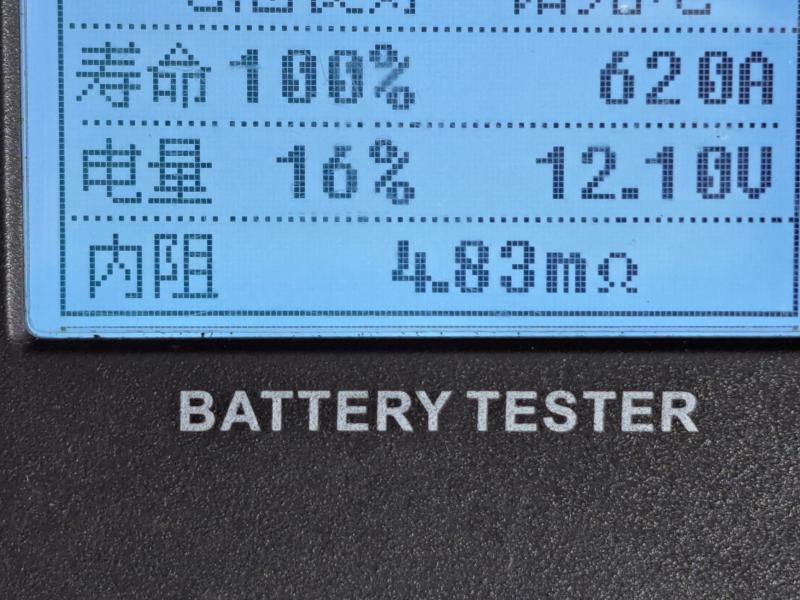 寿命 100% 620A
电量 16% 12.10V
内阻 4.83mΩ
BATTERY TESTER